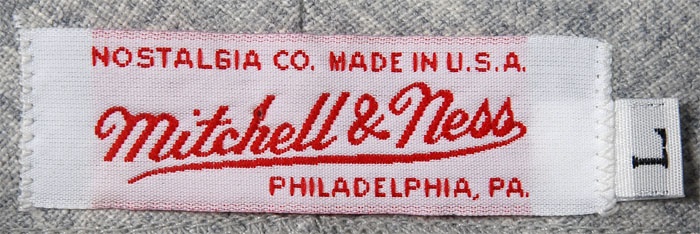 NOSTALGIA CO. MADE IN U.S.A.
Mitchell & Ness
PHILADELPHIA, PA.
L